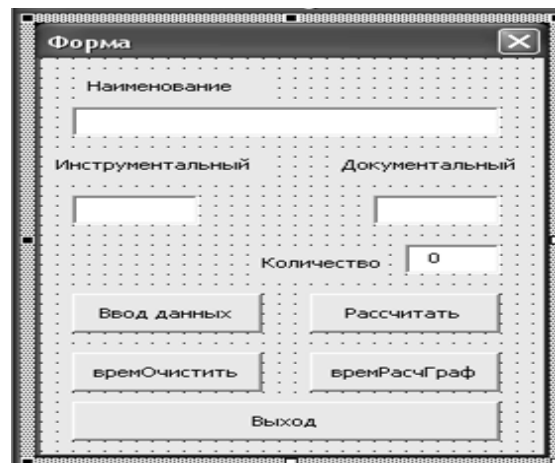 Форма
Наименование
Инструментальный Документальный
Количество 0
Ввод данных Рассчитать
времОчистить времРасчГраф
Выход